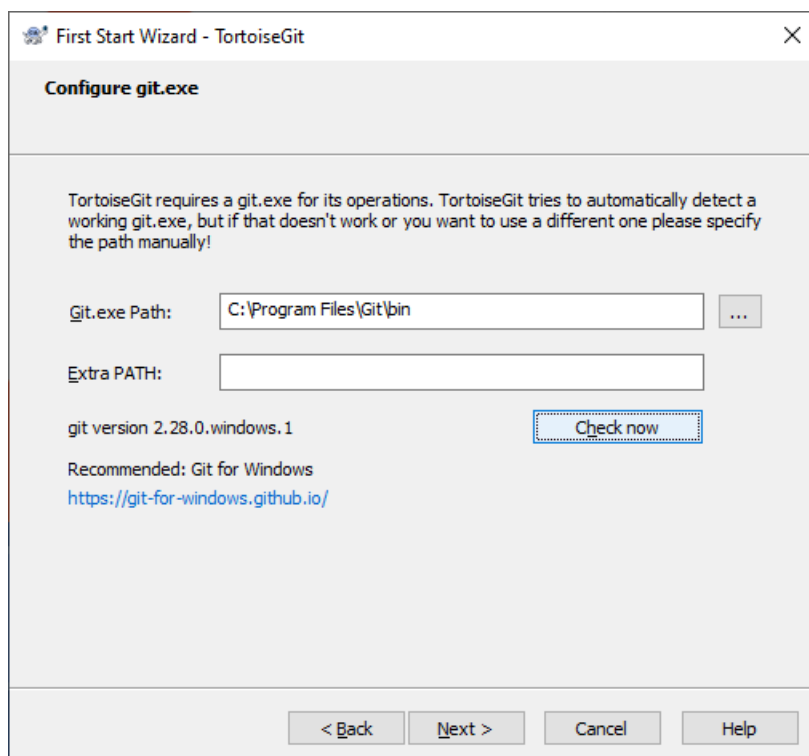 First Start Wizard - TortoiseGit
Configure git.exe
TortoiseGit requires a git.exe for its operations. TortoiseGit tries to automatically detect a
working git.exe, but if that doesn't work or you want to use a different one please specify
the path manually!
Git.exe Path: C:\Program Files\Git\bin ...
Extra PATH:
git version 2.28.0.windows.1 Check now
Recommended: Git for Windows
https://git-for-windows.github.io/
< Back Next > Cancel Help